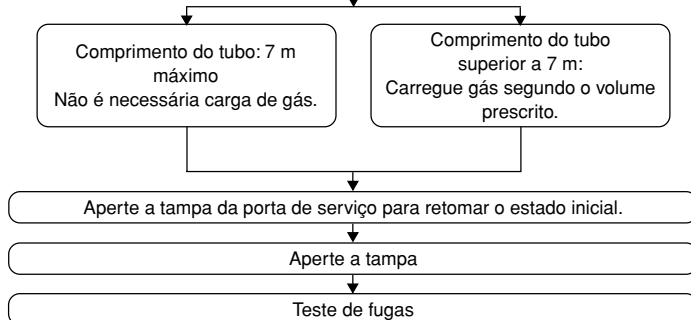 Comprimento do tubo: 7 m
máximo
Não é necessária carga de gás.
Comprimento do tubo
superior a 7 m:
Carregue gás segundo o volume
prescrito.
Aperte a tampa da porta de serviço para retomar o estado inicial.
Aperte a tampa
Teste de fugas